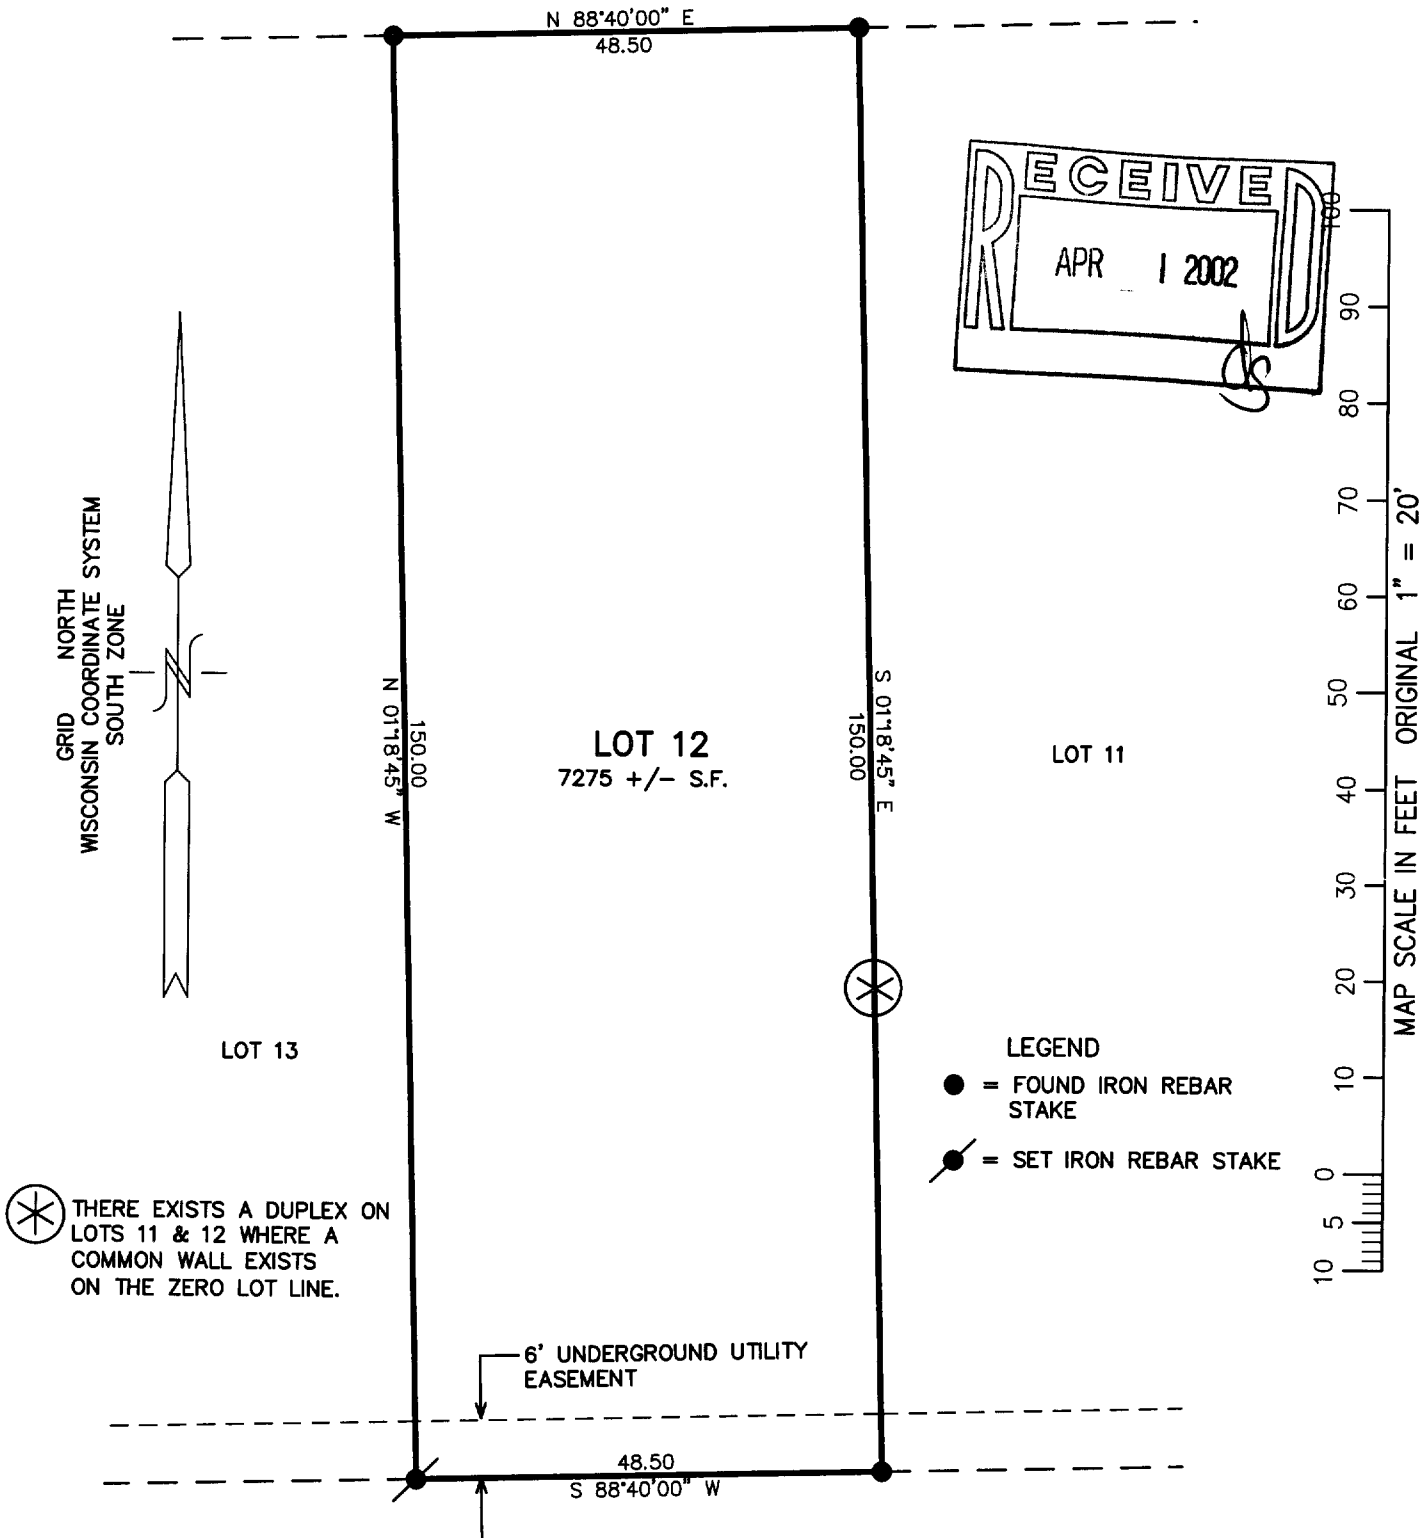 N 88°40'00" E
48.50
RECEIVED
APR 1 2002
100
90
80
70
60
50
40
30
20
10
0
5
10
MAP SCALE IN FEET ORIGINAL 1" = 20'
GRID NORTH
WISCONSIN COORDINATE SYSTEM
SOUTH ZONE
N
N 01°18'45" W
150.00
LOT 12
7275 +/- S.F.
S 01°18'45" E
150.00
LOT 11
LOT 13
LEGEND
= FOUND IRON REBAR
STAKE
= SET IRON REBAR STAKE
THERE EXISTS A DUPLEX ON
LOTS 11 & 12 WHERE A
COMMON WALL EXISTS
ON THE ZERO LOT LINE.
6' UNDERGROUND UTILITY
EASEMENT
48.50
S 88°40'00" W